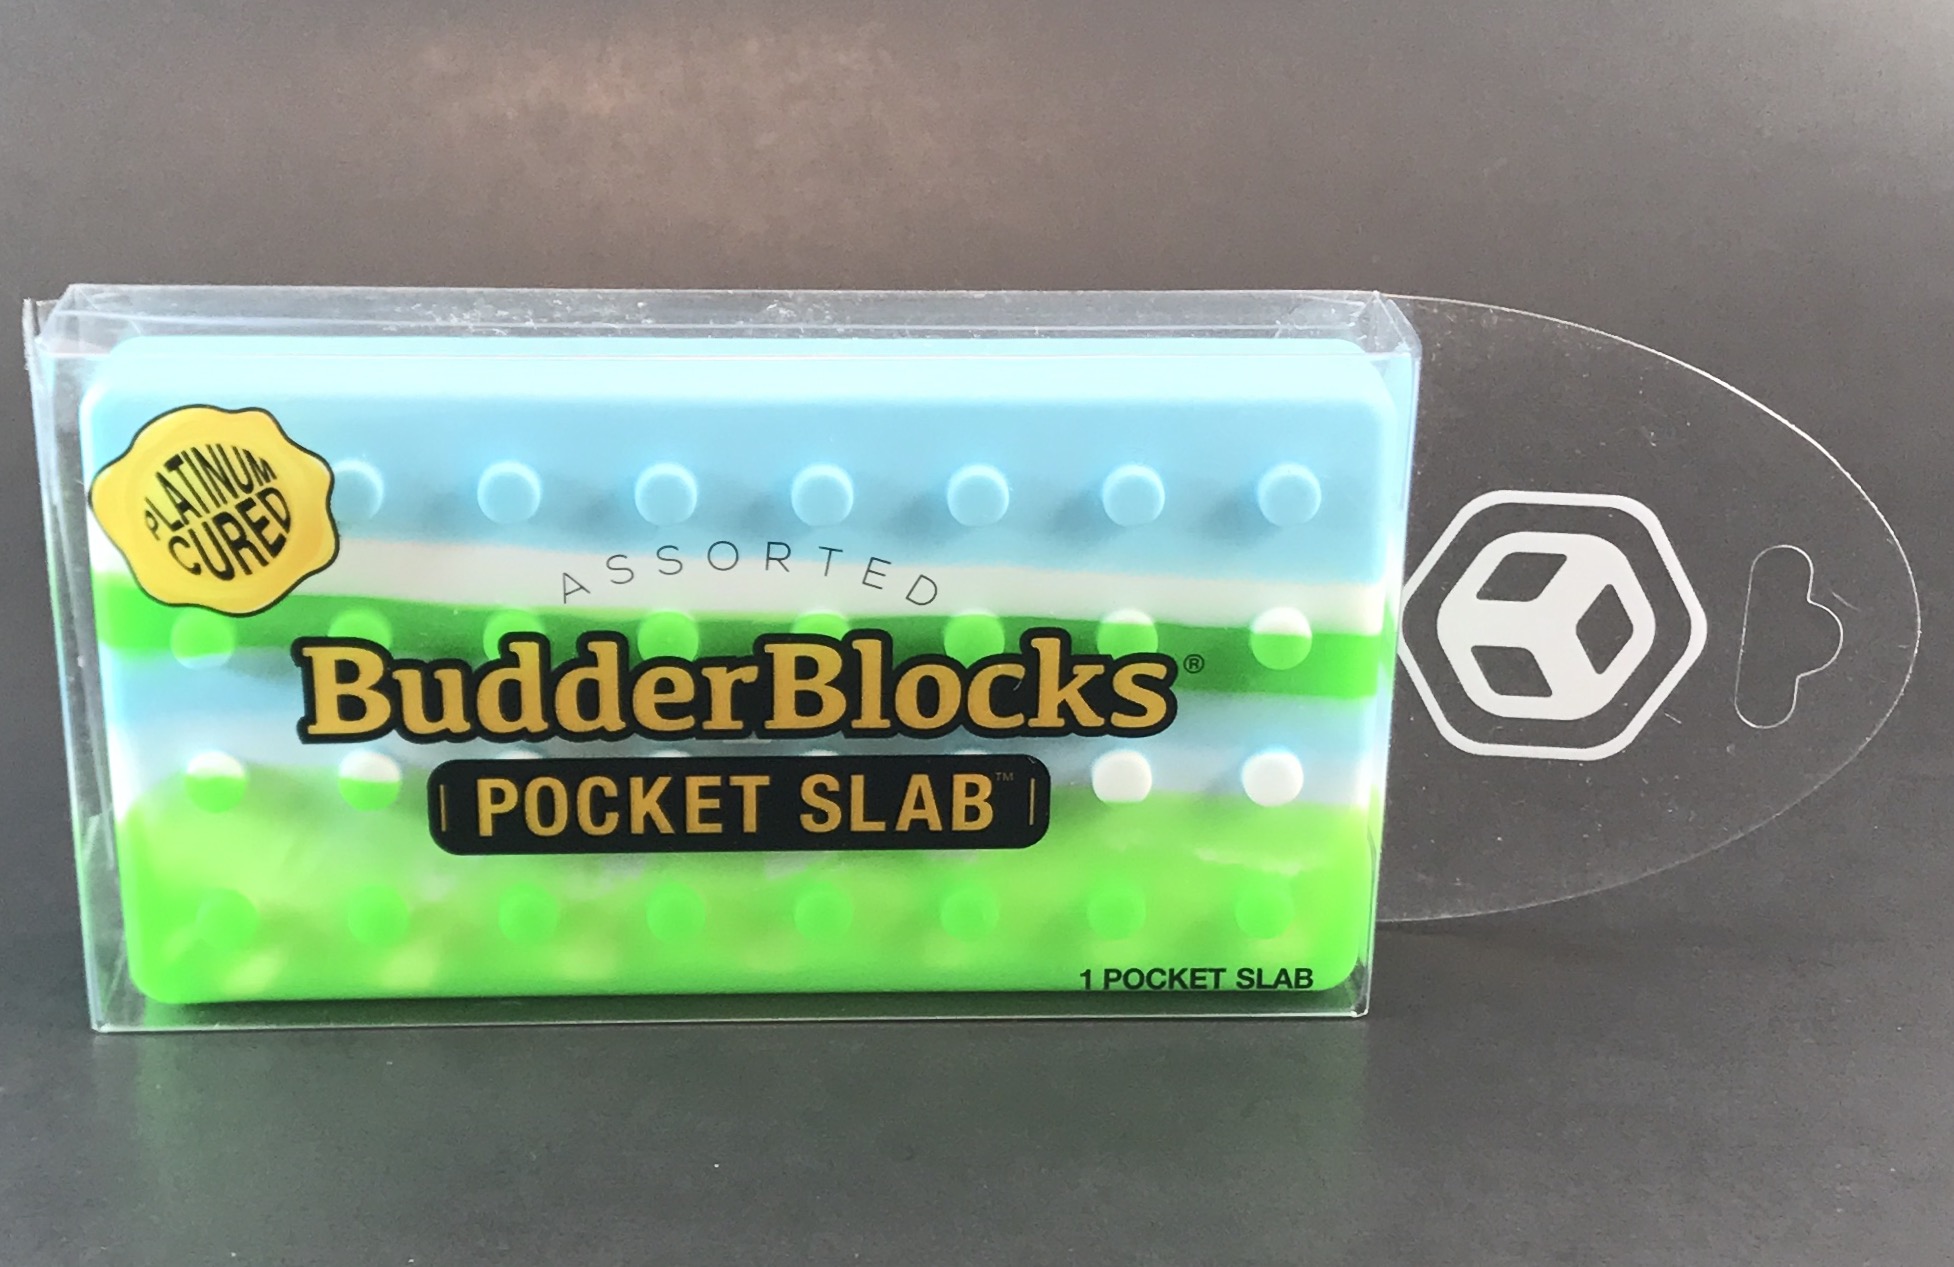 PLATINUM
CURED
ASSORTED
BudderBlocks®
POCKET SLAB™
1 POCKET SLAB